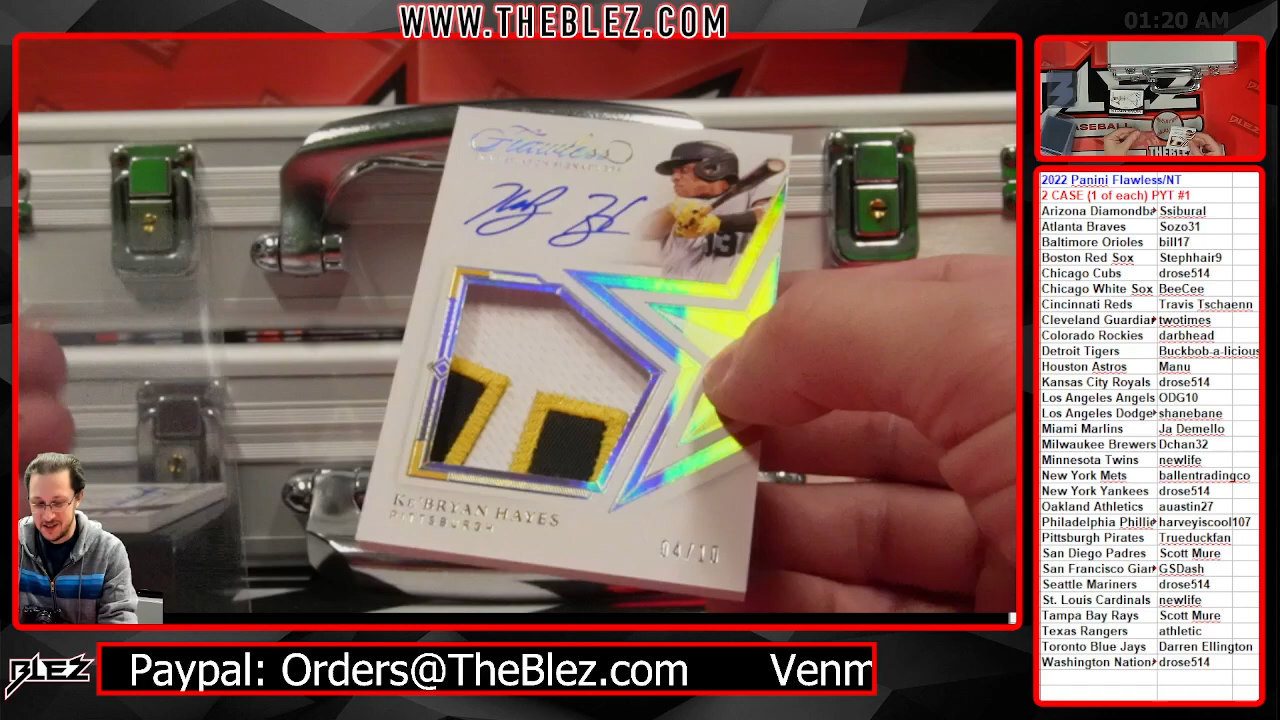 WWW.THEBLEZ.COM
01:20 AM
Flawless
KE'BRYAN HAYES
PITTSBURGH
04/10
BASEBALL
BLEZ
THEBLEZ
2022 Panini Flawless/NT
2 CASE (1 of each) PYT #1
Arizona Diamondba Ssibural
Atlanta Braves Sozo31
Baltimore Orioles bill17
Boston Red Sox Stephhair9
Chicago Cubs drose514
Chicago White Sox BeeCee
Cincinnati Reds Travis Tschaenn
Cleveland Guardia twotimes
Colorado Rockies darbhead
Detroit Tigers Buckbob-a-licious
Houston Astros Manu
Kansas City Royals drose514
Los Angeles Angels ODG10
Los Angeles Dodge shanebane
Miami Marlins Ja Demello
Milwaukee Brewers Dchan32
Minnesota Twins newlife
New York Mets ballentradingco
New York Yankees drose514
Oakland Athletics auastin27
Philadelphia Phillie harveyiscool107
Pittsburgh Pirates Trueduckfan
San Diego Padres Scott Mure
San Francisco Gian GSDash
Seattle Mariners drose514
St. Louis Cardinals newlife
Tampa Bay Rays Scott Mure
Texas Rangers athletic
Toronto Blue Jays Darren Ellington
Washington Nation drose514
BLEZ
Paypal: Orders@TheBlez.com Venm